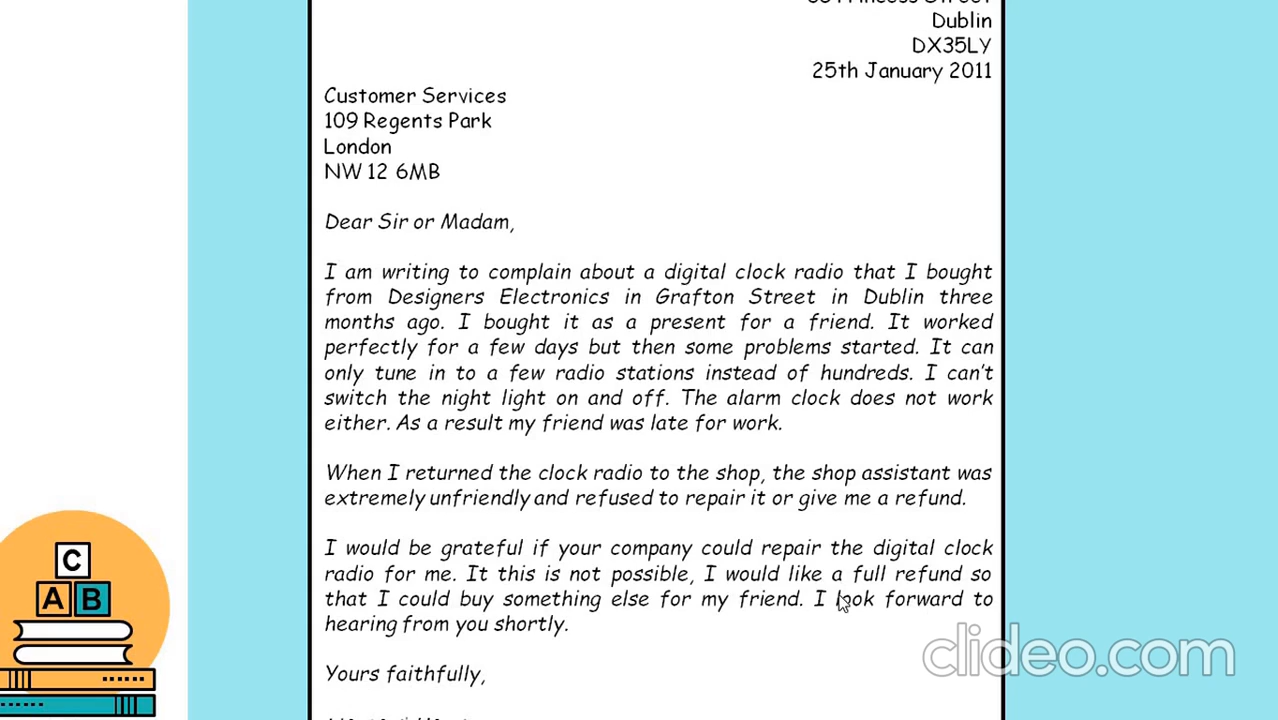 Dublin
DX35LY
25th January 2011
Customer Services
109 Regents Park
London
NW 12 6MB
Dear Sir or Madam,
I am writing to complain about a digital clock radio that I bought
from Designers Electronics in Grafton Street in Dublin three
months ago. I bought it as a present for a friend. It worked
perfectly for a few days but then some problems started. It can
only tune in to a few radio stations instead of hundreds. I can't
switch the night light on and off. The alarm clock does not work
either. As a result my friend was late for work.
When I returned the clock radio to the shop, the shop assistant was
extremely unfriendly and refused to repair it or give me a refund.
I would be grateful if your company could repair the digital clock
radio for me. It this is not possible, I would like a full refund so
that I could buy something else for my friend. I look forward to
hearing from you shortly.
Yours faithfully,
C
A B
clideo.com